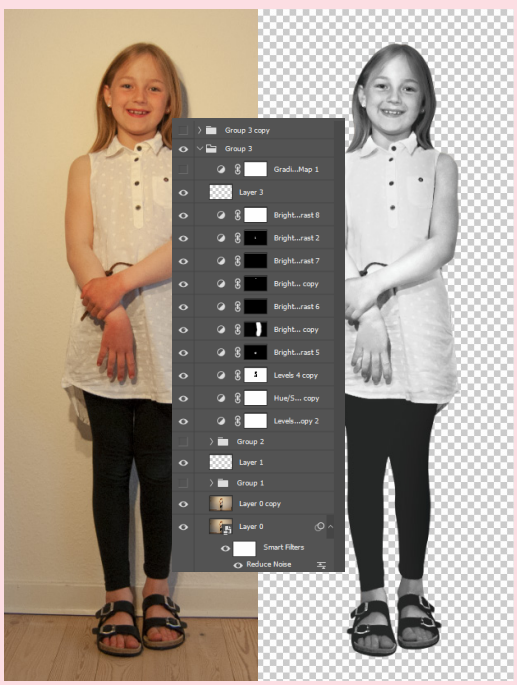 Group 3 copy
Group 3
Gradi...Map 1
Layer 3
Bright...rast 8
Bright...rast 2
Bright...rast 7
Bright... copy
Bright...rast 6
Bright... copy
Bright...rast 5
Levels 4 copy
Hue/S... copy
Levels...opy 2
Group 2
Layer 1
Group 1
Layer 0 copy
Layer 0
Smart Filters
Reduce Noise